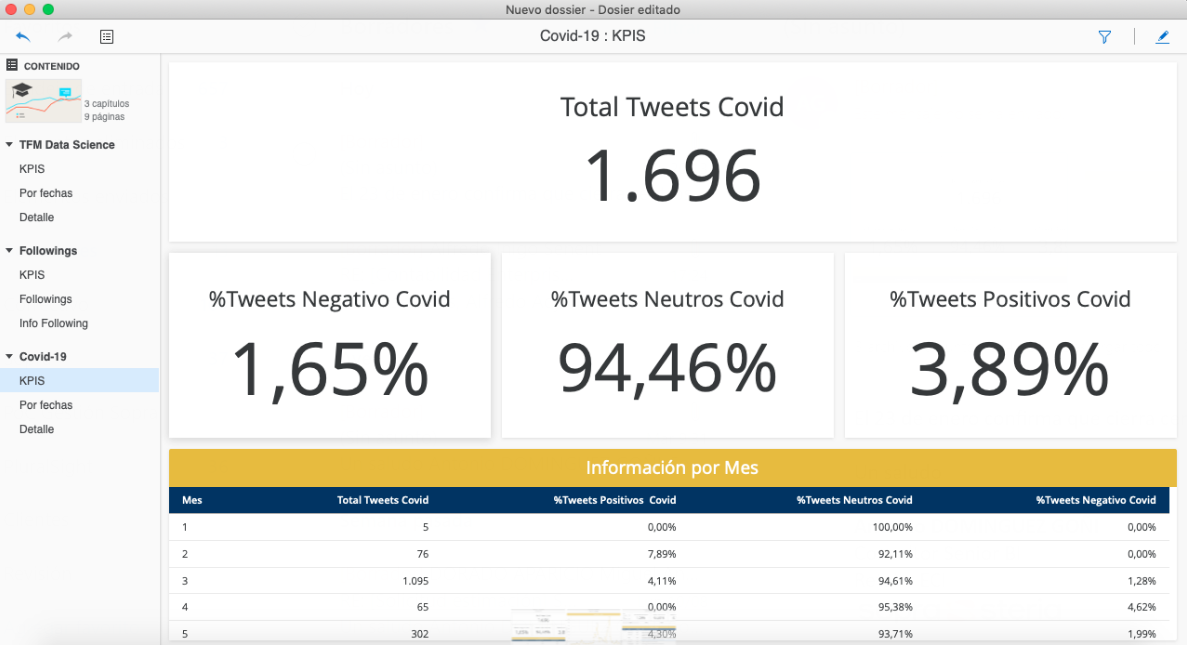 Nuevo dossier - Dosier editado
Covid-19 : KPIS
CONTENIDO
3 capítulos
9 páginas
TFM Data Science
KPIS
Por fechas
Detalle
Followings
KPIS
Followings
Info Following
Covid-19
KPIS
Por fechas
Detalle
Total Tweets Covid
1.696
%Tweets Negativo Covid
1,65%
%Tweets Neutros Covid
94,46%
%Tweets Positivos Covid
3,89%
Información por Mes
Mes Total Tweets Covid %Tweets Positivos Covid %Tweets Neutros Covid %Tweets Negativo Covid
1 5 0,00% 100,00% 0,00%
2 76 7,89% 92,11% 0,00%
3 1.095 4,11% 94,61% 1,28%
4 65 0,00% 95,38% 4,62%
5 302 4,30% 93,71% 1,99%